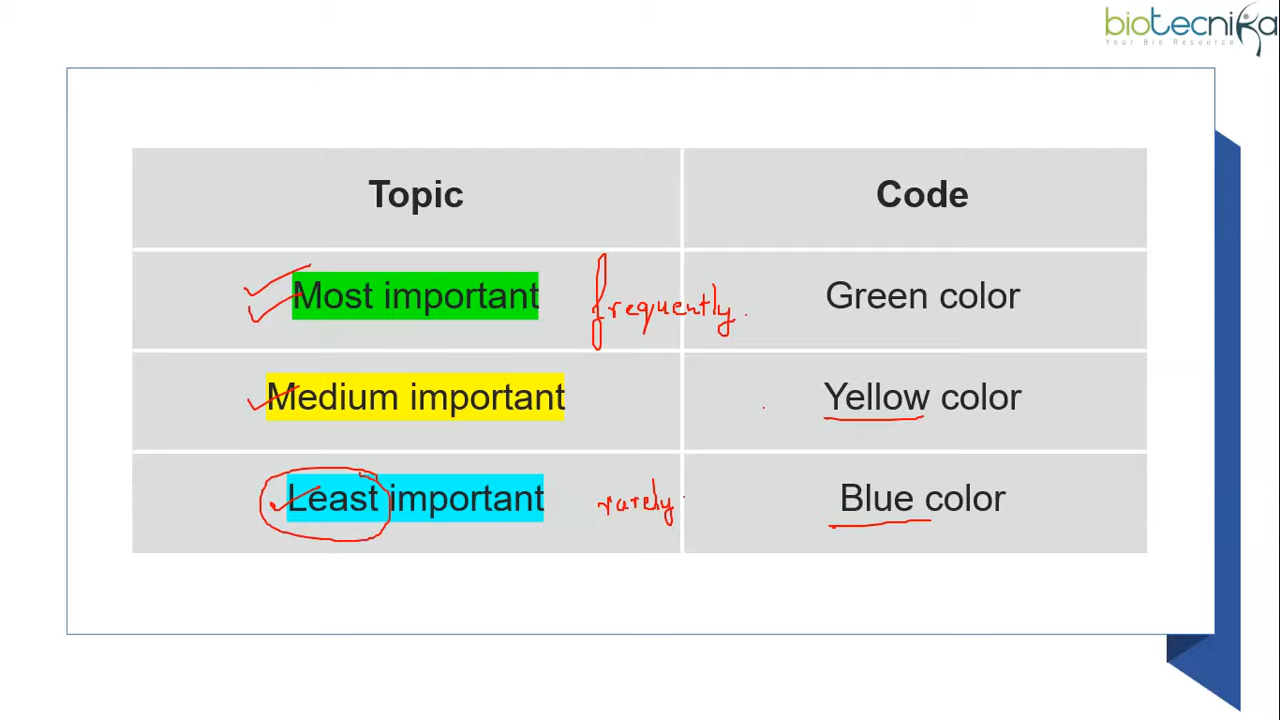 biotecnika
Your Bio Resource
Topic Code
Most important frequently. Green color
Medium important Yellow color
Least important rarely Blue color